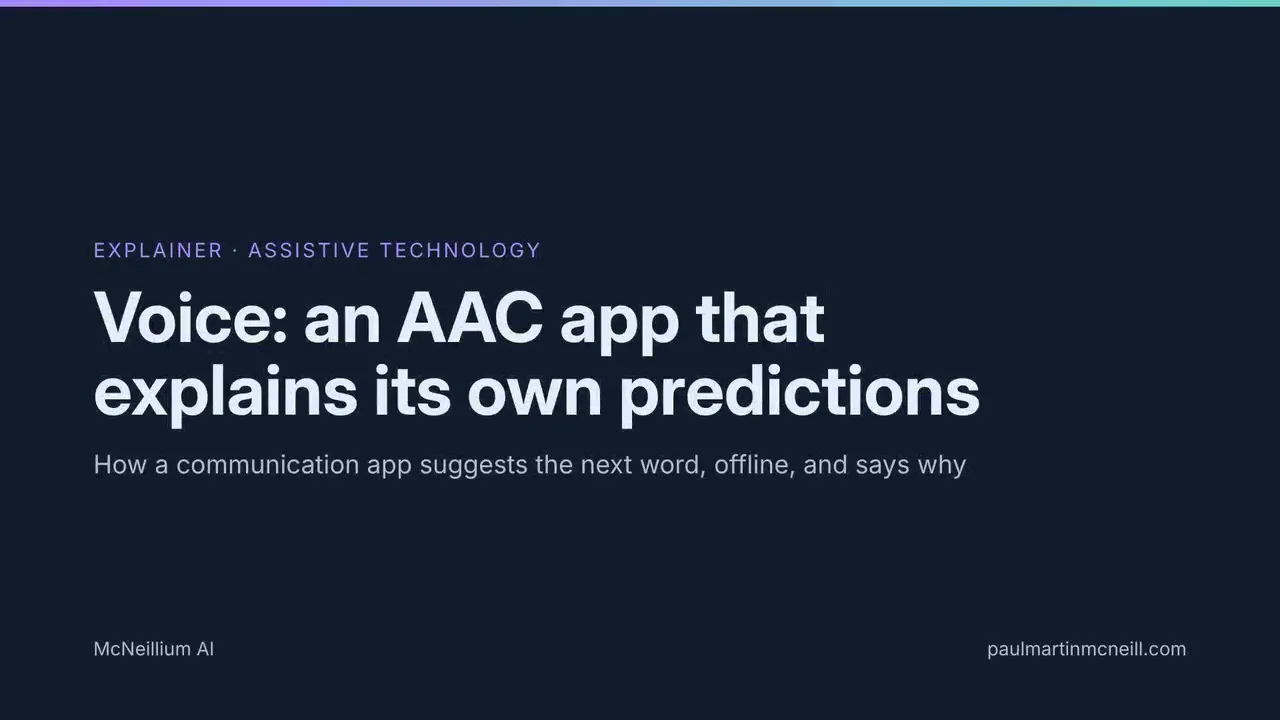 EXPLAINER · ASSISTIVE TECHNOLOGY
Voice: an AAC app that
explains its own predictions
How a communication app suggests the next word, offline, and says why
McNeillium AI
paulmartinmcneill.com